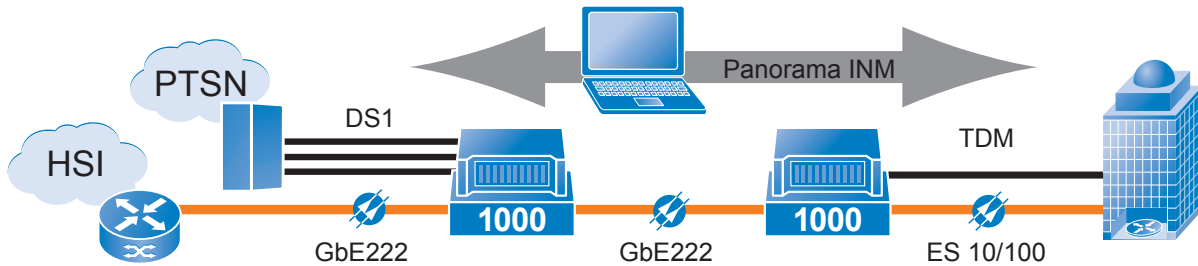 PTSN
HSI
DS1
Panorama INM
TDM
1000
1000
GbE222
GbE222
ES 10/100